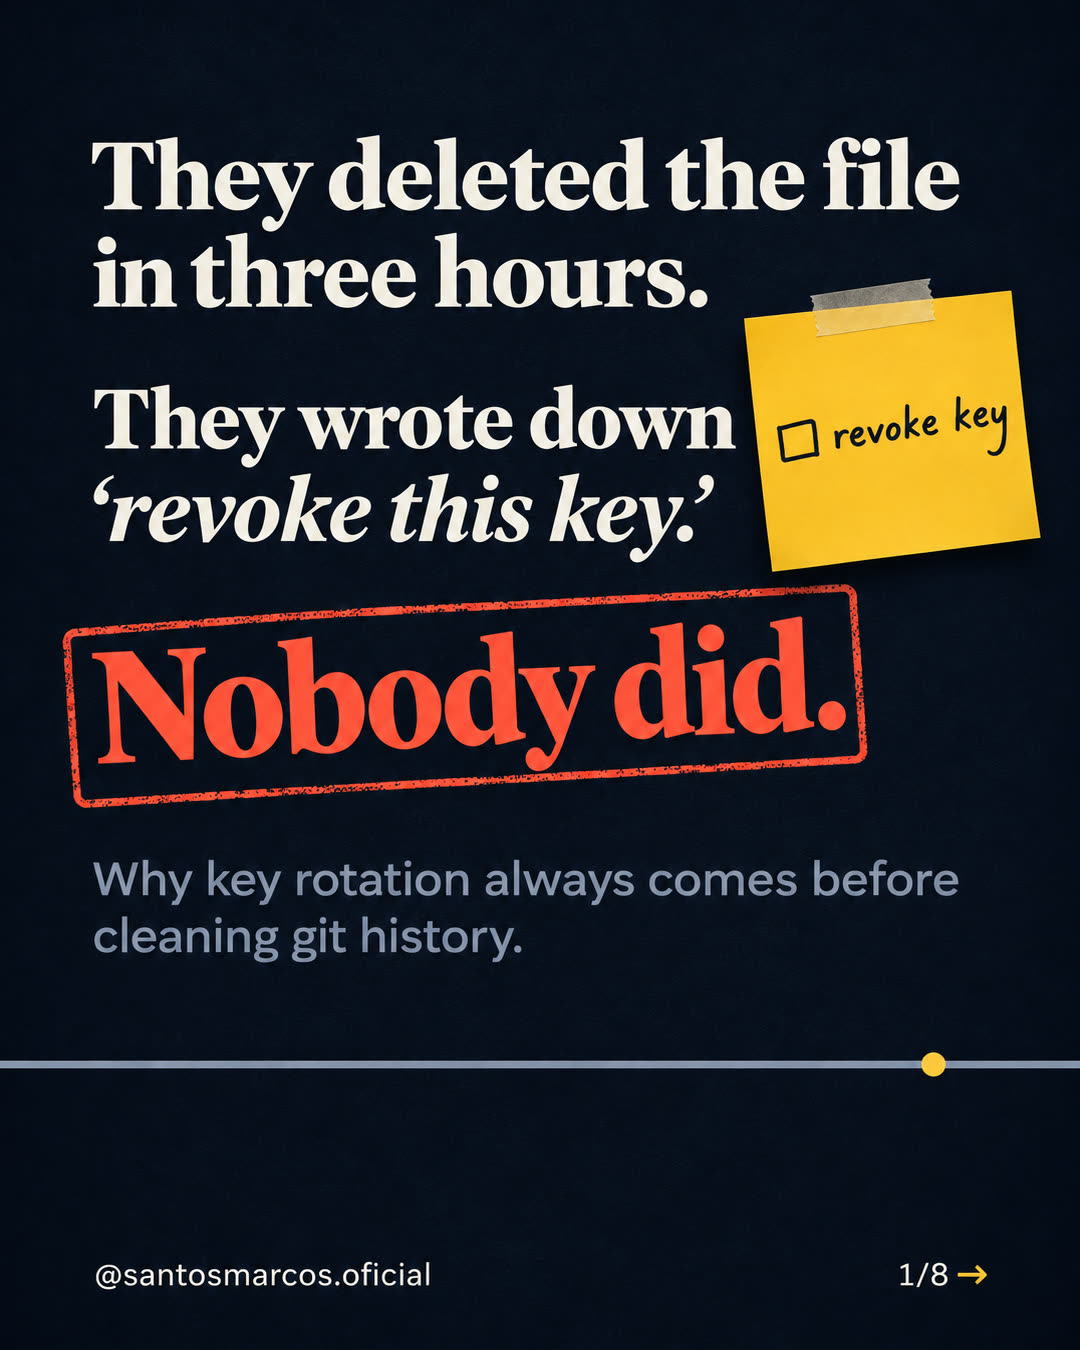 They deleted the file
in three hours.
They wrote down
‘revoke this key.’
revoke key
Nobody did.
Why key rotation always comes before
cleaning git history.
@santosmarcos.oficial
1/8 →